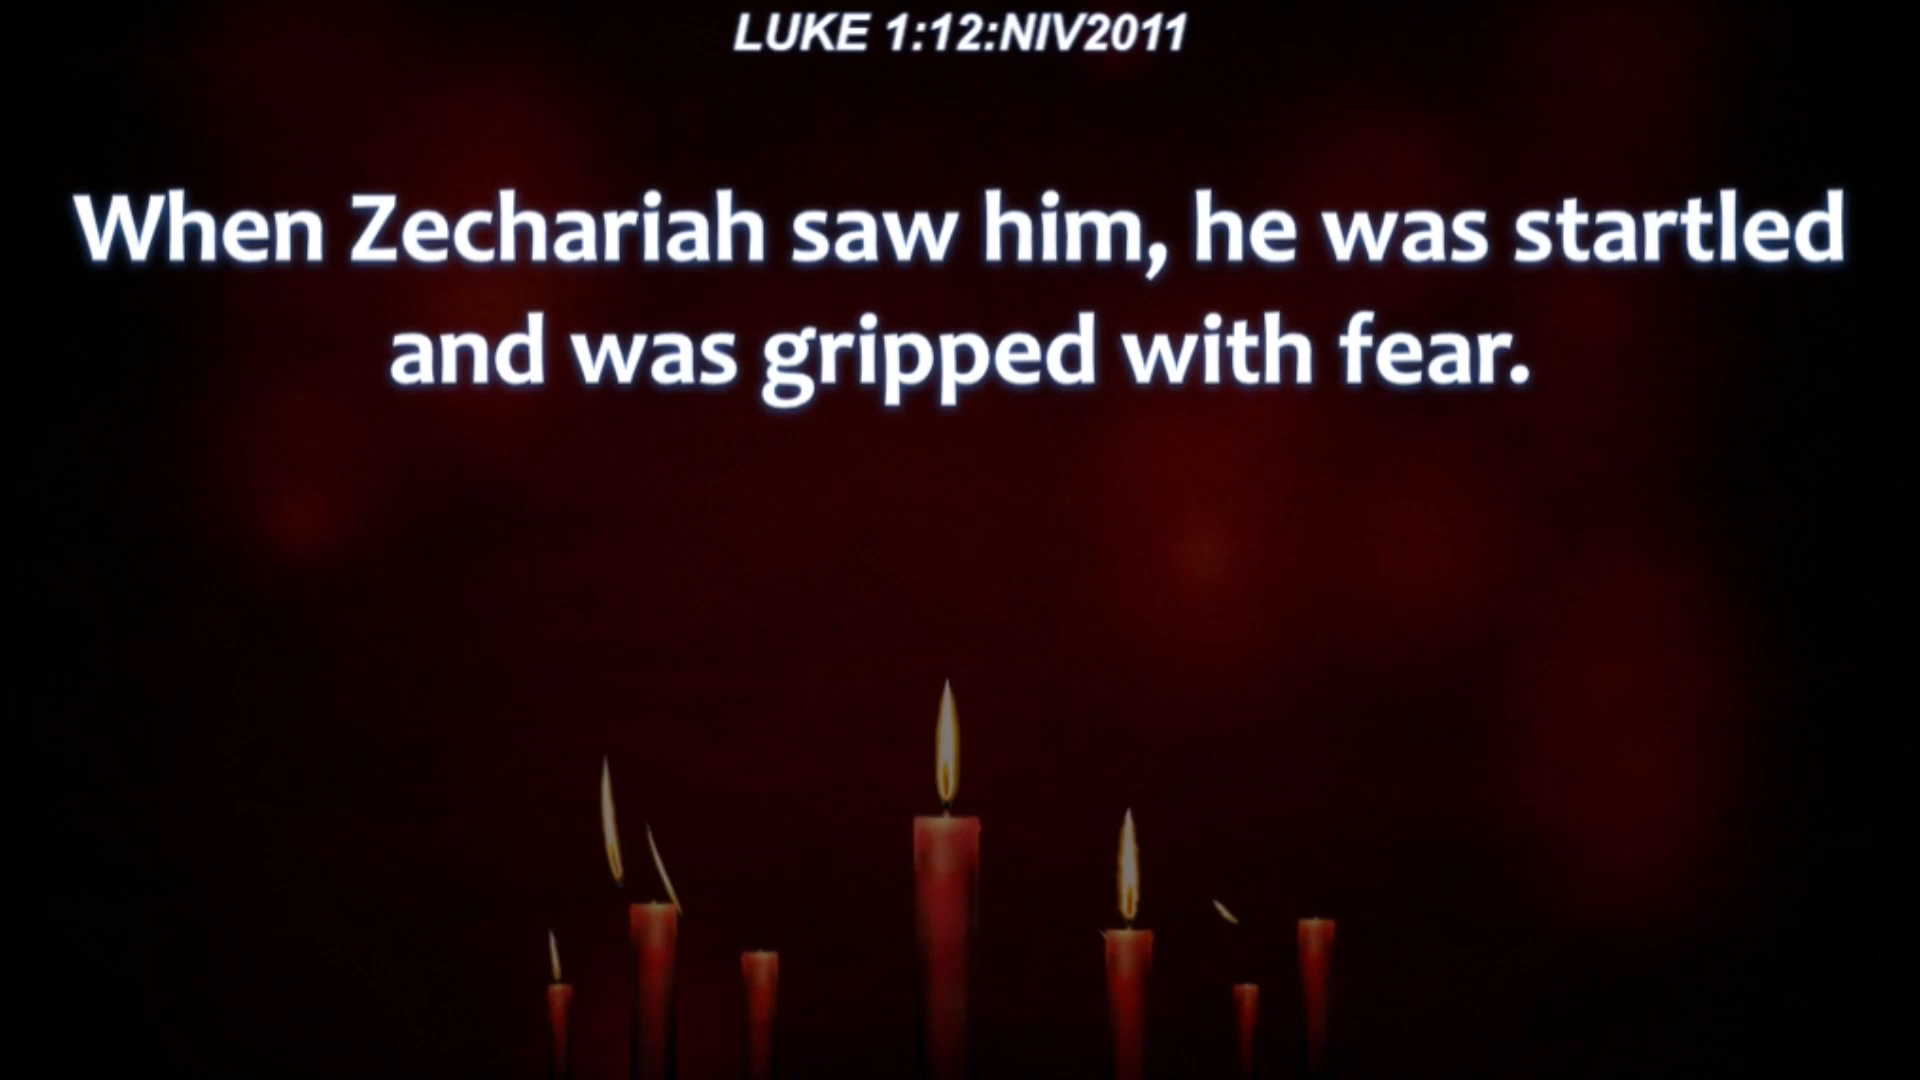 LUKE 1:12:NIV2011
When Zechariah saw him, he was startled
and was gripped with fear.